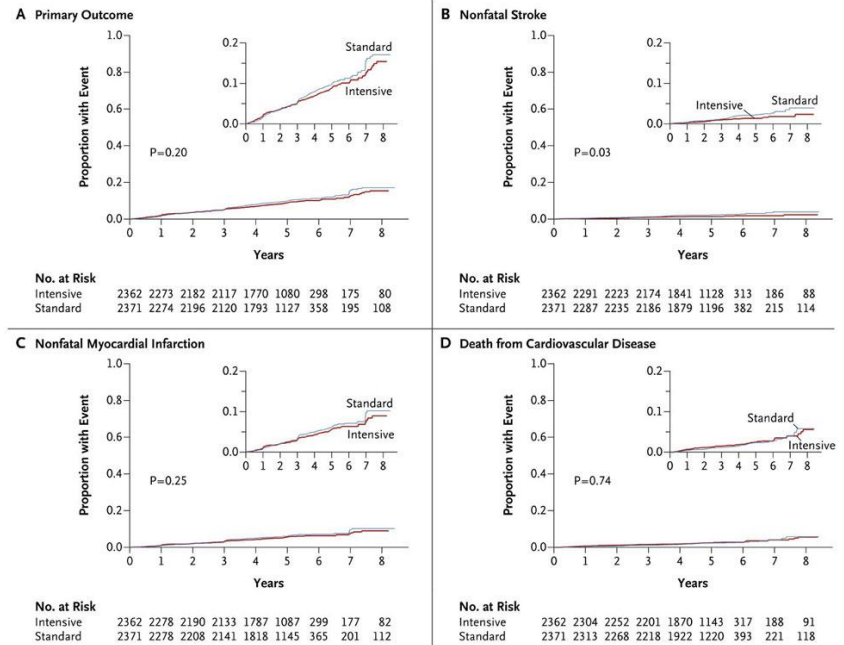 A Primary Outcome
1.0
0.8
0.6
0.4
0.2
0.0
Proportion with Event
0.2
0.1
0.0
Standard
Intensive
0 1 2 3 4 5 6 7 8
P=0.20
0 1 2 3 4 5 6 7 8
Years
No. at Risk
Intensive 2362 2273 2182 2117 1770 1080 298 175 80
Standard 2371 2274 2196 2120 1793 1127 358 195 108
B Nonfatal Stroke
1.0
0.8
0.6
0.4
0.2
0.0
Proportion with Event
0.2
0.1
0.0
Intensive
Standard
0 1 2 3 4 5 6 7 8
P=0.03
0 1 2 3 4 5 6 7 8
Years
No. at Risk
Intensive 2362 2291 2223 2174 1841 1128 313 186 88
Standard 2371 2287 2235 2186 1879 1196 382 215 114
C Nonfatal Myocardial Infarction
1.0
0.8
0.6
0.4
0.2
0.0
Proportion with Event
0.2
0.1
0.0
Standard
Intensive
0 1 2 3 4 5 6 7 8
P=0.25
0 1 2 3 4 5 6 7 8
Years
No. at Risk
Intensive 2362 2278 2190 2133 1787 1087 299 177 82
Standard 2371 2278 2208 2141 1818 1145 365 201 112
D Death from Cardiovascular Disease
1.0
0.8
0.6
0.4
0.2
0.0
Proportion with Event
0.2
0.1
0.0
Standard
Intensive
0 1 2 3 4 5 6 7 8
P=0.74
0 1 2 3 4 5 6 7 8
Years
No. at Risk
Intensive 2362 2304 2252 2201 1870 1143 317 188 91
Standard 2371 2313 2268 2218 1922 1220 393 221 118